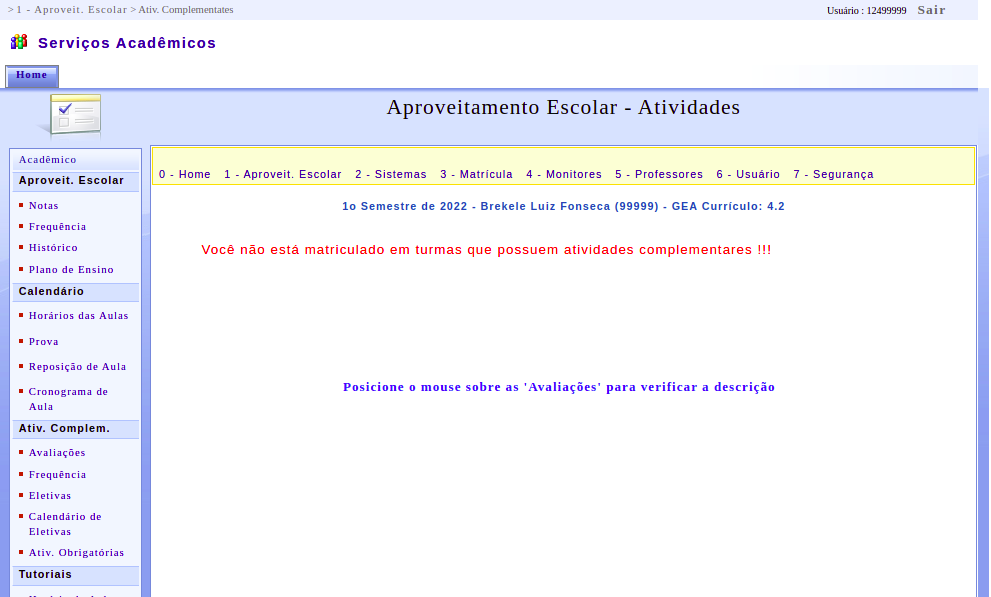 > 1 - Aproveit. Escolar > Ativ. Complementates
Usuário : 12499999 Sair
Serviços Acadêmicos
Home
Aproveitamento Escolar - Atividades
Acadêmico
Aproveit. Escolar
Notas
Frequência
Histórico
Plano de Ensino
Calendário
Horários das Aulas
Prova
Reposição de Aula
Cronograma de
Aula
Ativ. Complem.
Avaliações
Frequência
Eletivas
Calendário de
Eletivas
Ativ. Obrigatórias
Tutoriais
0 - Home 1 - Aproveit. Escolar 2 - Sistemas 3 - Matrícula 4 - Monitores 5 - Professores 6 - Usuário 7 - Segurança
1o Semestre de 2022 - Brekele Luiz Fonseca (99999) - GEA Currículo: 4.2
Você não está matriculado em turmas que possuem atividades complementares !!!
Posicione o mouse sobre as 'Avaliações' para verificar a descrição